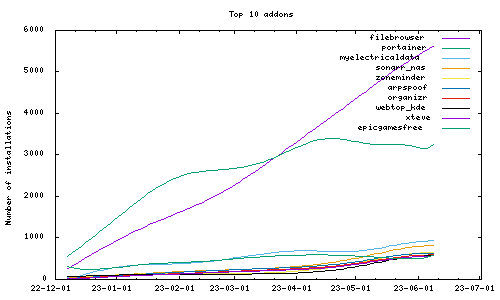 Top 10 addons
filebrowser
portainer
myelectricaldata
sonarr_nas
zoneminder
arpspoof
organizr
webtop_kde
xteve
epicgamesfree
Number of installations
6000
5000
4000
3000
2000
1000
0
22-12-01 23-01-01 23-02-01 23-03-01 23-04-01 23-05-01 23-06-01 23-07-01